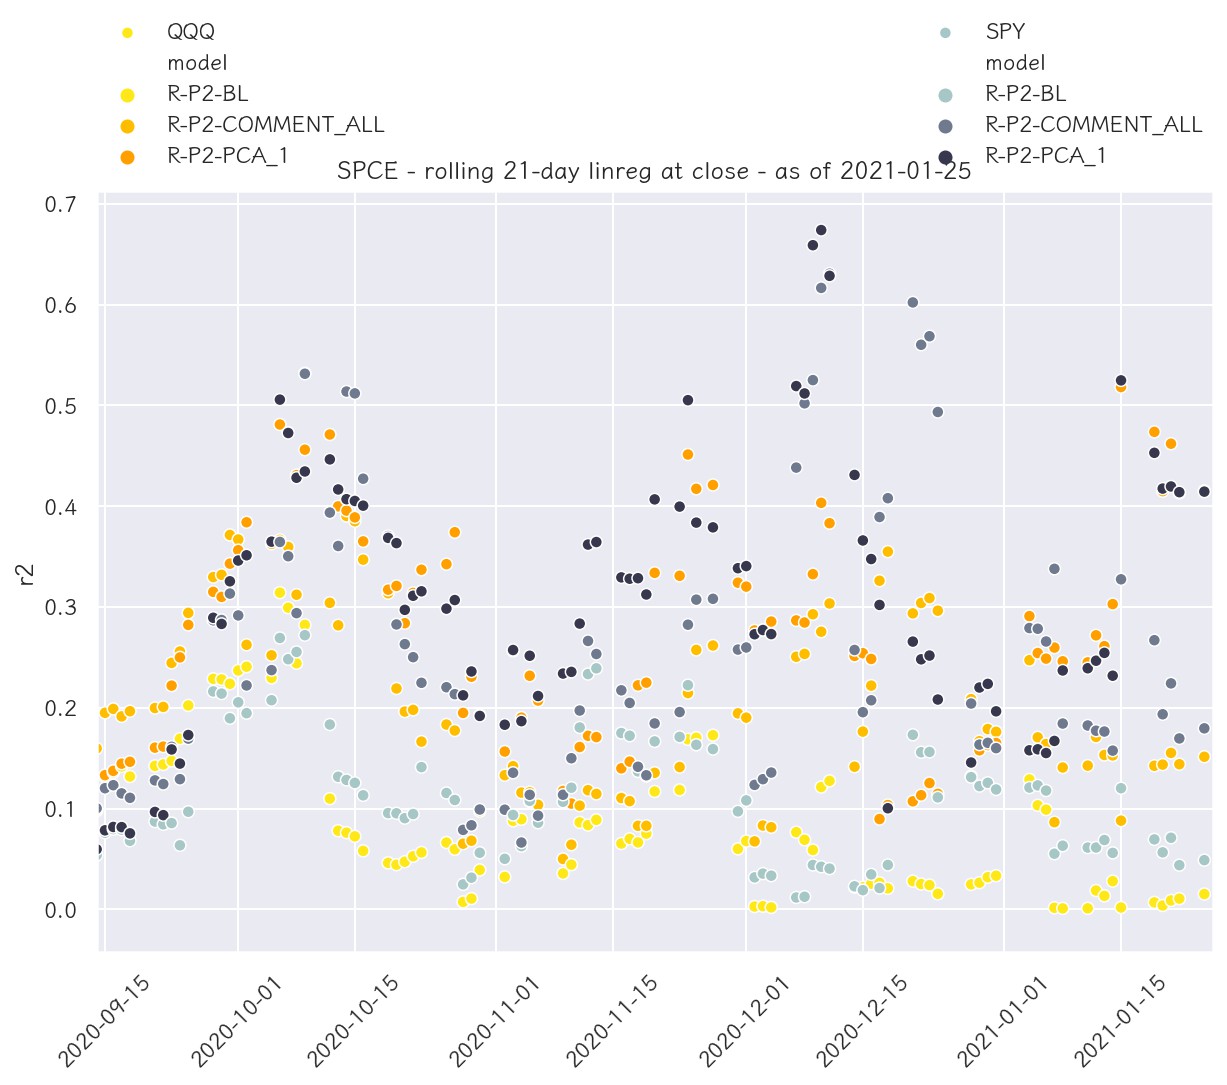 QQQ
model
R-P2-BL
R-P2-COMMENT_ALL
R-P2-PCA_1
SPY
model
R-P2-BL
R-P2-COMMENT_ALL
R-P2-PCA_1
SPCE - rolling 21-day linreg at close - as of 2021-01-25
r2
0.7
0.6
0.5
0.4
0.3
0.2
0.1
0.0
2020-09-15
2020-10-01
2020-10-15
2020-11-01
2020-11-15
2020-12-01
2020-12-15
2021-01-01
2021-01-15